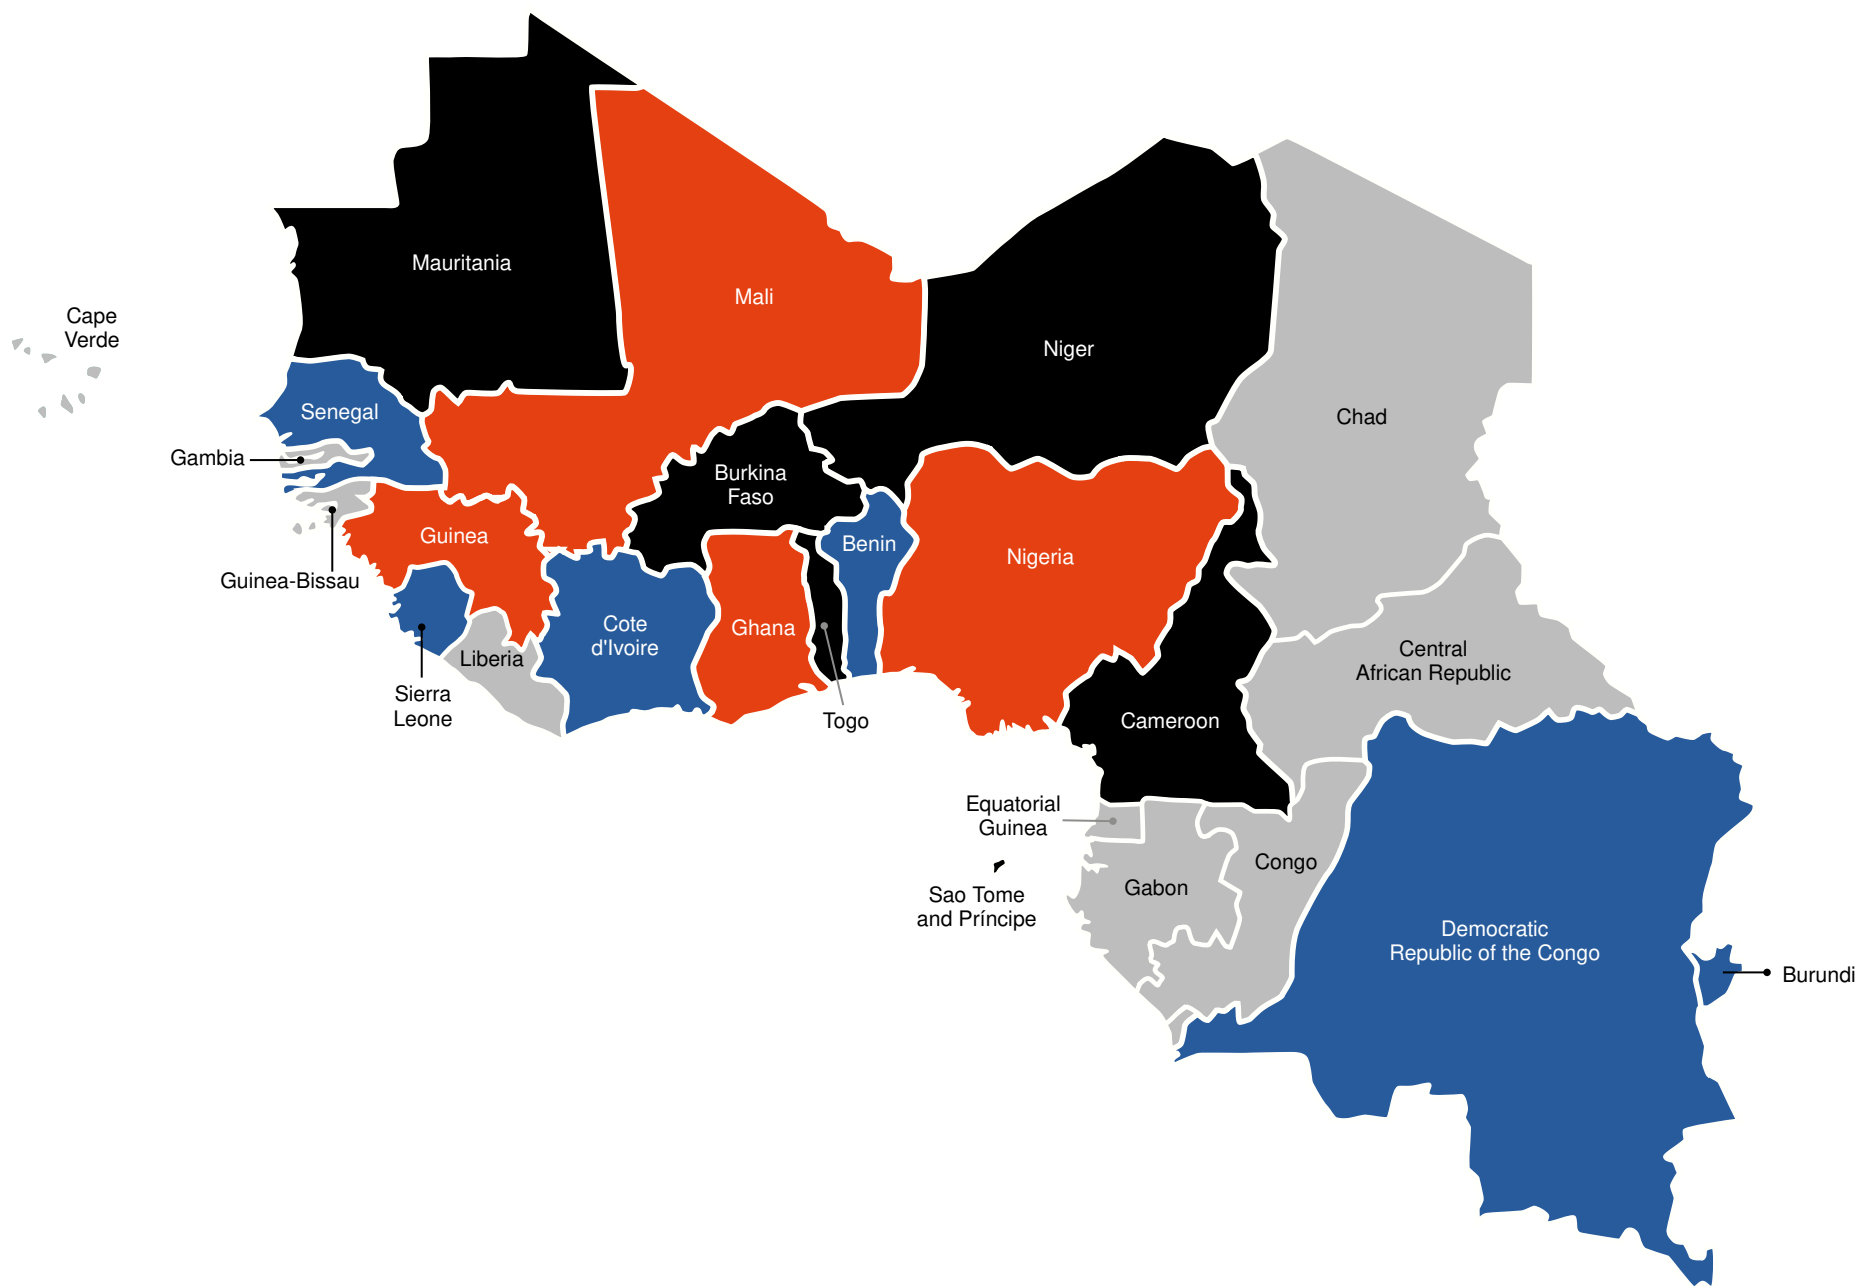 Mauritania
Mali
Cape
Verde
Niger
Senegal
Chad
Gambia
Burkina
Faso
Guinea
Benin
Nigeria
Guinea-Bissau
Cote
d'Ivoire
Ghana
Liberia
Central
African Republic
Sierra
Leone
Togo
Cameroon
Equatorial
Guinea
Congo
Gabon
Sao Tome
and Príncipe
Democratic
Republic of the Congo
Burundi